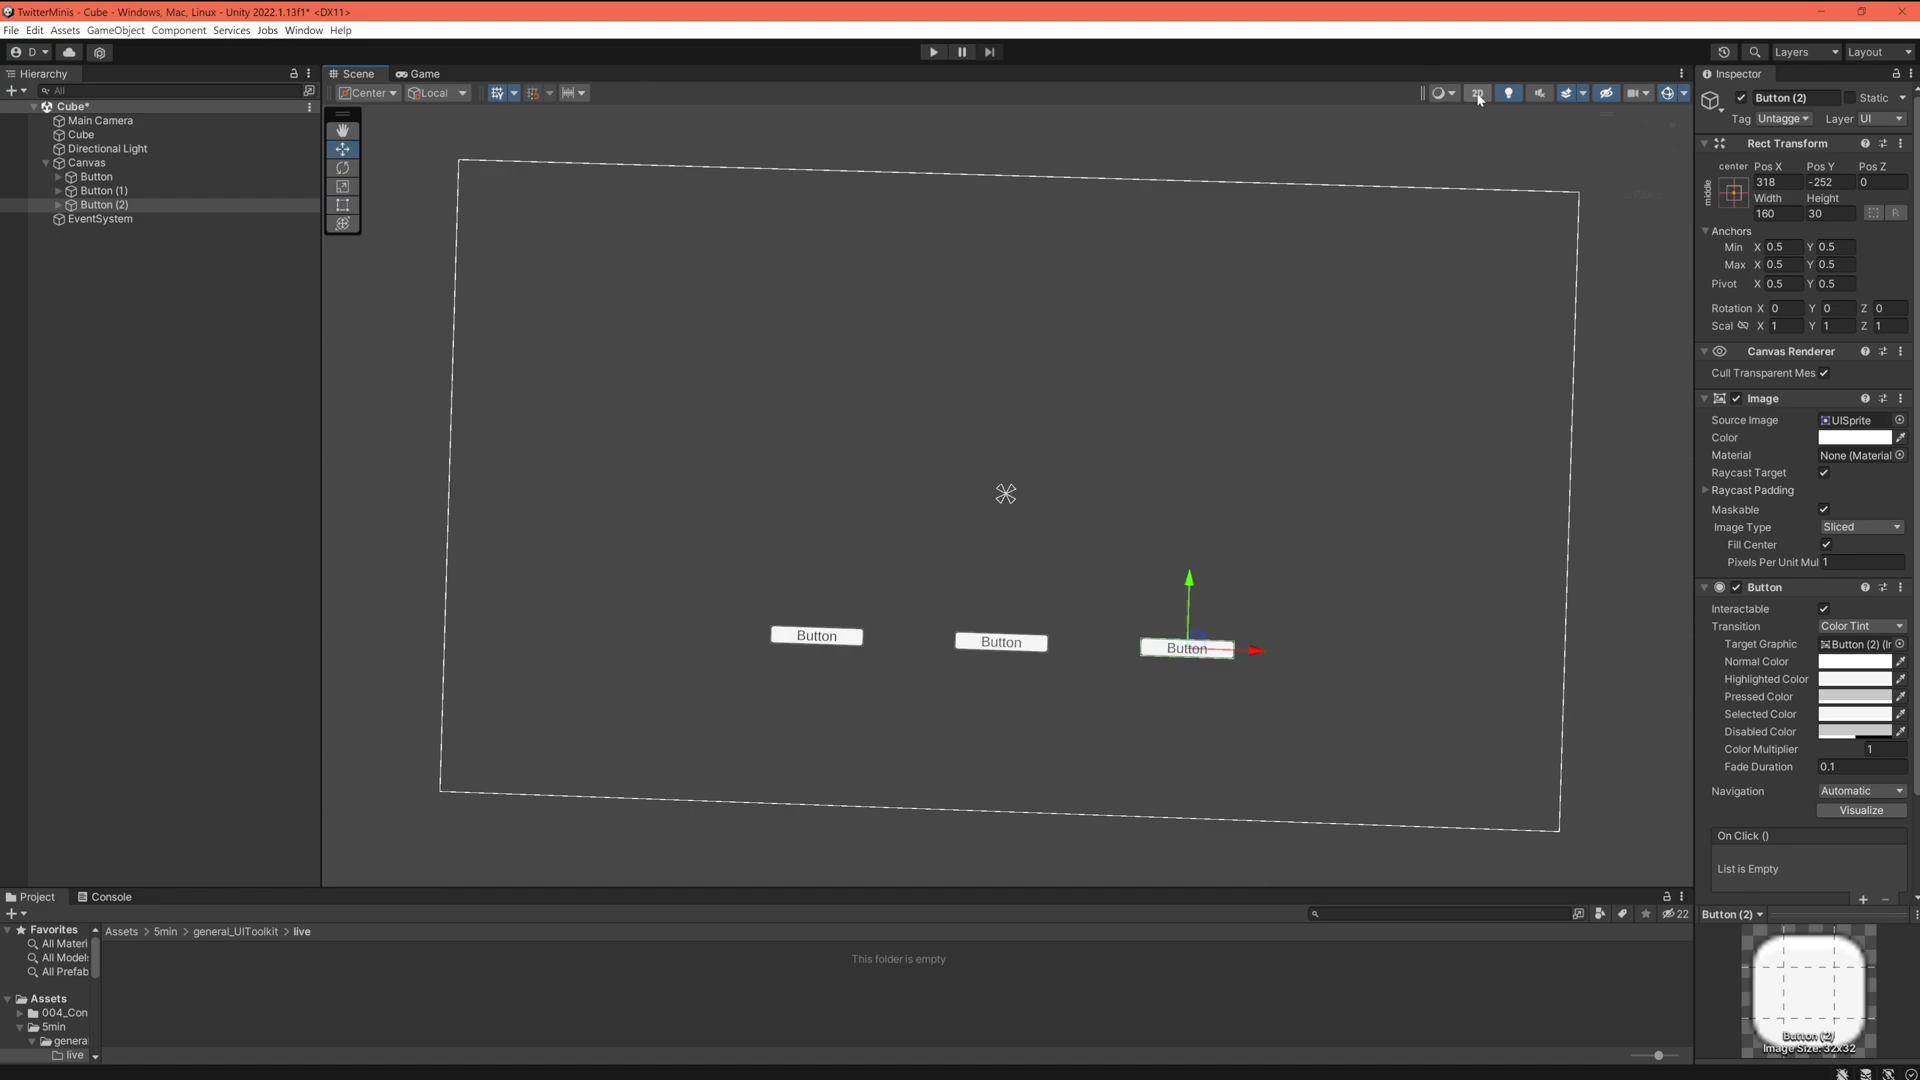 TwitterMinis - Cube - Windows, Mac, Linux - Unity 2022.1.13f1* <DX11>
File Edit Assets GameObject Component Services Jobs Window Help
D
Layers
Layout
Hierarchy
Scene
Game
Inspector
All
Center
Local
2D
Cube*
Main Camera
Cube
Directional Light
Canvas
Button
Button (1)
Button (2)
EventSystem
Button
Button
Button
Button (2)
Static
Tag Untagge
Layer UI
Rect Transform
center
middle
Pos X Pos Y Pos Z
318 -252 0
Width Height
160 30
R
Anchors
Min X 0.5 Y 0.5
Max X 0.5 Y 0.5
Pivot X 0.5 Y 0.5
Rotation X 0 Y 0 Z 0
Scal X 1 Y 1 Z 1
Canvas Renderer
Cull Transparent Mes
Image
Source Image UISprite
Color
Material None (Material
Raycast Target
Raycast Padding
Maskable
Image Type Sliced
Fill Center
Pixels Per Unit Mul 1
Button
Interactable
Transition Color Tint
Target Graphic Button (2) (Ir
Normal Color
Highlighted Color
Pressed Color
Selected Color
Disabled Color
Color Multiplier 1
Fade Duration 0.1
Navigation Automatic
Visualize
On Click ()
List is Empty
Button (2)
Button (2)
Image Size: 32x32
Project
Console
22
Favorites
All Materi
All Model
All Prefab
Assets
004_Con
5min
genera
live
Assets > 5min > general_UIToolkit > live
This folder is empty